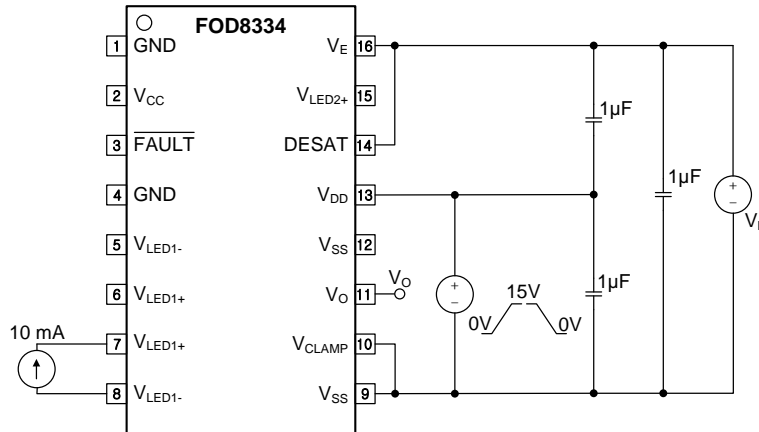 FOD8334
1 GND
VE 16
2 VCC
VLED2+ 15
1µF
3 FAULT
DESAT 14
4 GND
VDD 13
1µF
+
−
5 VLED1-
VSS 12
6 VLED1+
VO 11
VO
+
−
15V
1µF
0V
0V
10 mA
7 VLED1+
VCLAMP 10
8 VLED1-
VSS 9